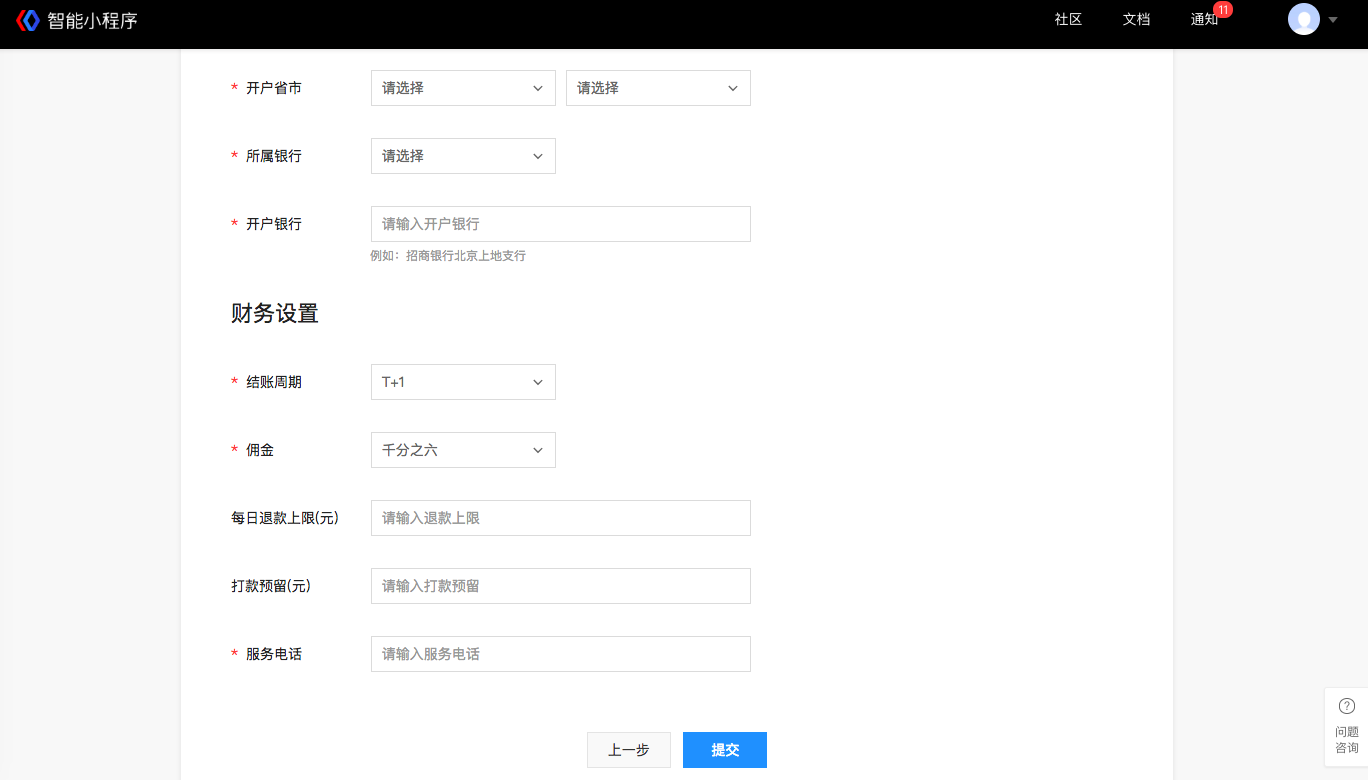 智能小程序
社区 文档 通知 11
* 开户省市 请选择 请选择
* 所属银行 请选择
* 开户银行 请输入开户银行
例如：招商银行北京上地支行
财务设置
* 结账周期 T+1
* 佣金 千分之六
每日退款上限(元) 请输入退款上限
打款预留(元) 请输入打款预留
* 服务电话 请输入服务电话
上一步 提交
? 问题
咨询